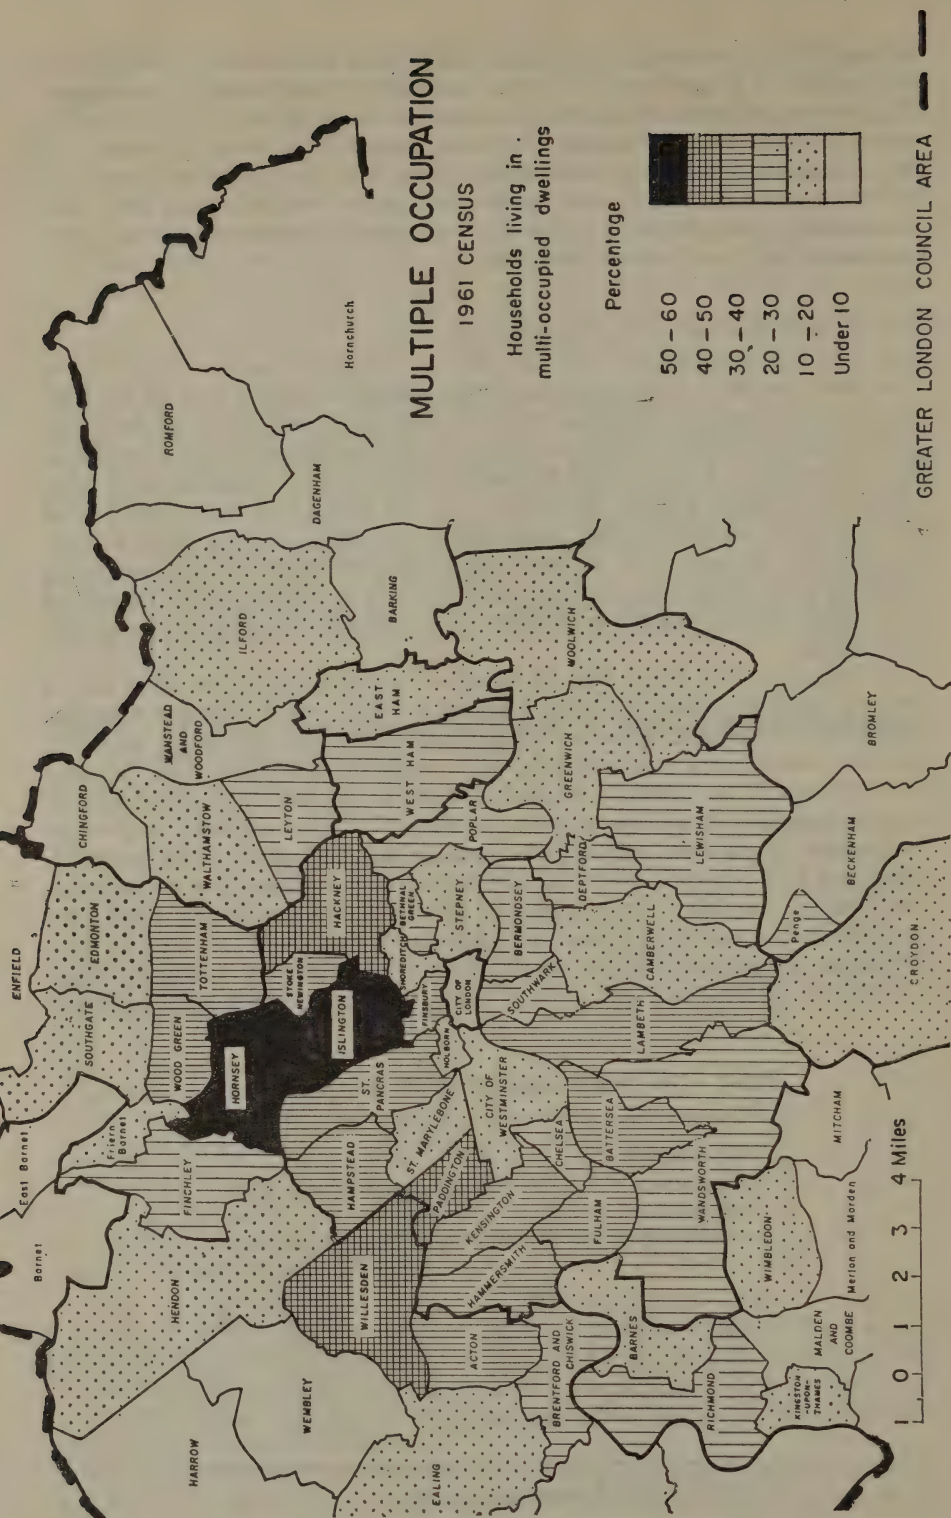 MULTIPLE OCCUPATION
1961 CENSUS
Households living in
multi-occupied dwellings
Percentage
50 – 60
40 – 50
30 – 40
20 – 30
10 – 20
Under 10
GREATER LONDON COUNCIL AREA
ROMFORD
Hornchurch
DAGENHAM
ILFORD
BARKING
WANSTEAD
AND
WOODFORD
EAST
HAM
WOOLWICH
CHINGFORD
WALTHAMSTOW
LEYTON
WEST HAM
GREENWICH
BROMLEY
POPLAR
LEWISHAM
DEPTFORD
BECKENHAM
ENFIELD
EDMONTON
TOTTENHAM
HACKNEY
BETHNAL
GREEN
STEPNEY
BERMONDSEY
CAMBERWELL
Penge
CROYDON
SOUTHGATE
WOOD GREEN
STOKE
NEWINGTON
SHOREDITCH
FINSBURY
CITY OF
LONDON
SOUTHWARK
HORNSEY
ISLINGTON
HOLBORN
LAMBETH
East Barnet
Friern
Barnet
ST.
PANCRAS
ST. MARYLEBONE
CITY OF
WESTMINSTER
FINCHLEY
HAMPSTEAD
PADDINGTON
CHELSEA
BATTERSEA
MITCHAM
Barnet
HENDON
WILLESDEN
KENSINGTON
HAMMERSMITH
FULHAM
WANDSWORTH
WIMBLEDON
Merton and Morden
HARROW
WEMBLEY
ACTON
BRENTFORD AND
CHISWICK
BARNES
MALDEN
AND
COOMBE
EALING
RICHMOND
KINGSTON
-UPON-
THAMES
1 0 1 2 3 4 Miles